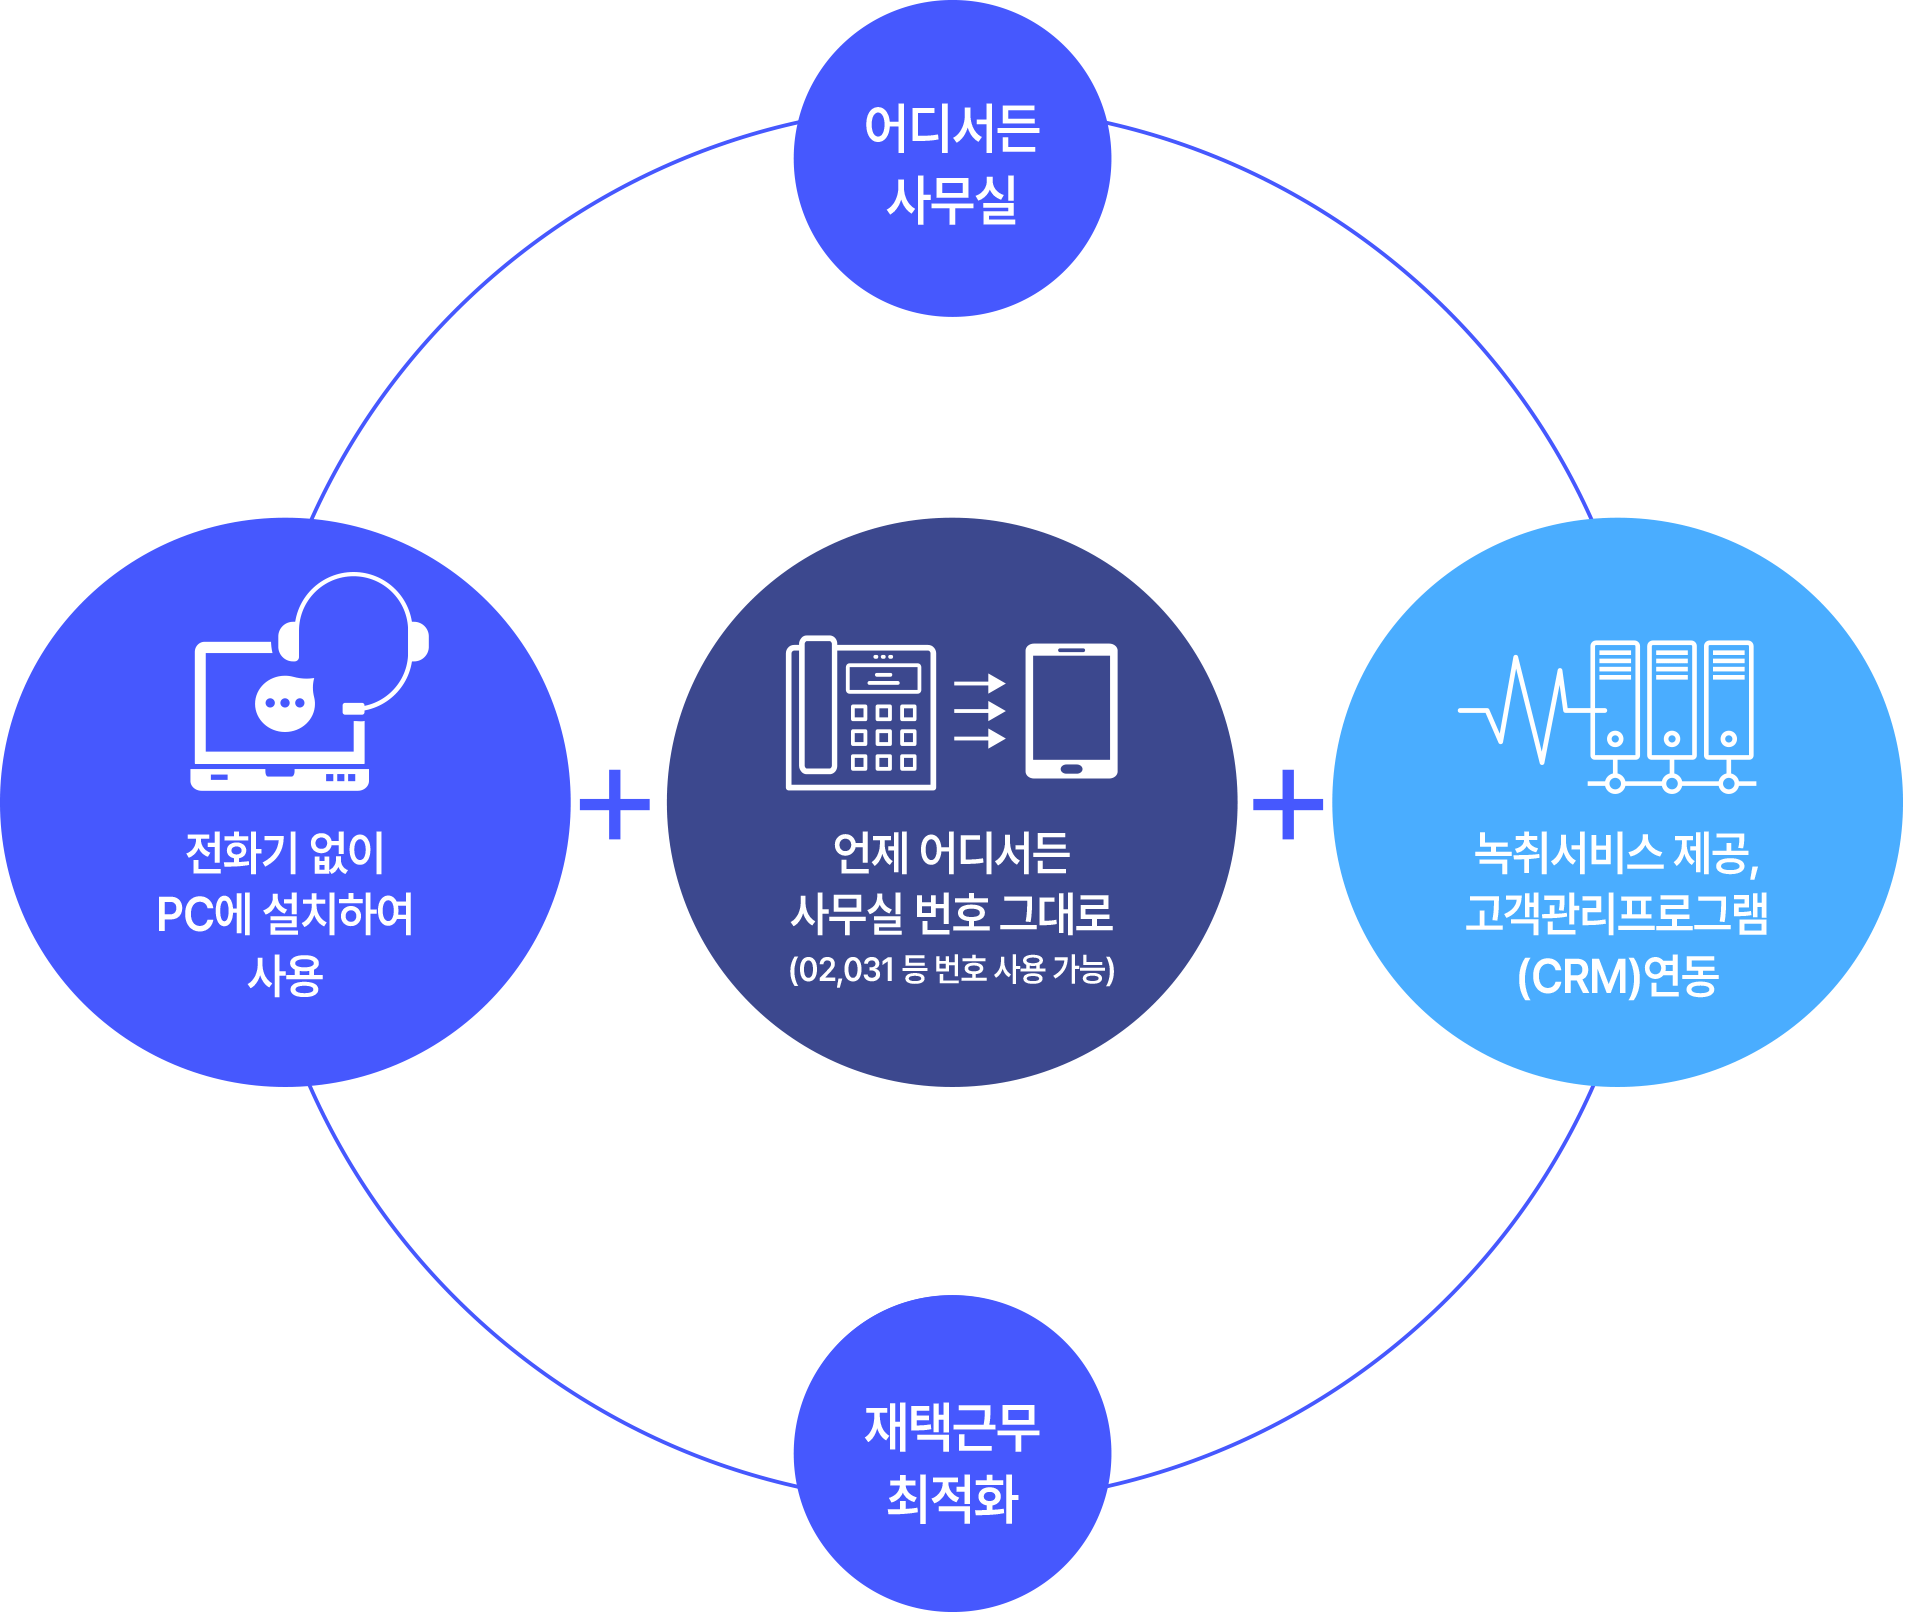 어디서든
사무실
전화기 없이
PC에 설치하여
사용
언제 어디서든
사무실 번호 그대로
(02,031 등 번호 사용 가능)
녹취서비스 제공,
고객관리프로그램
(CRM)연동
재택근무
최적화